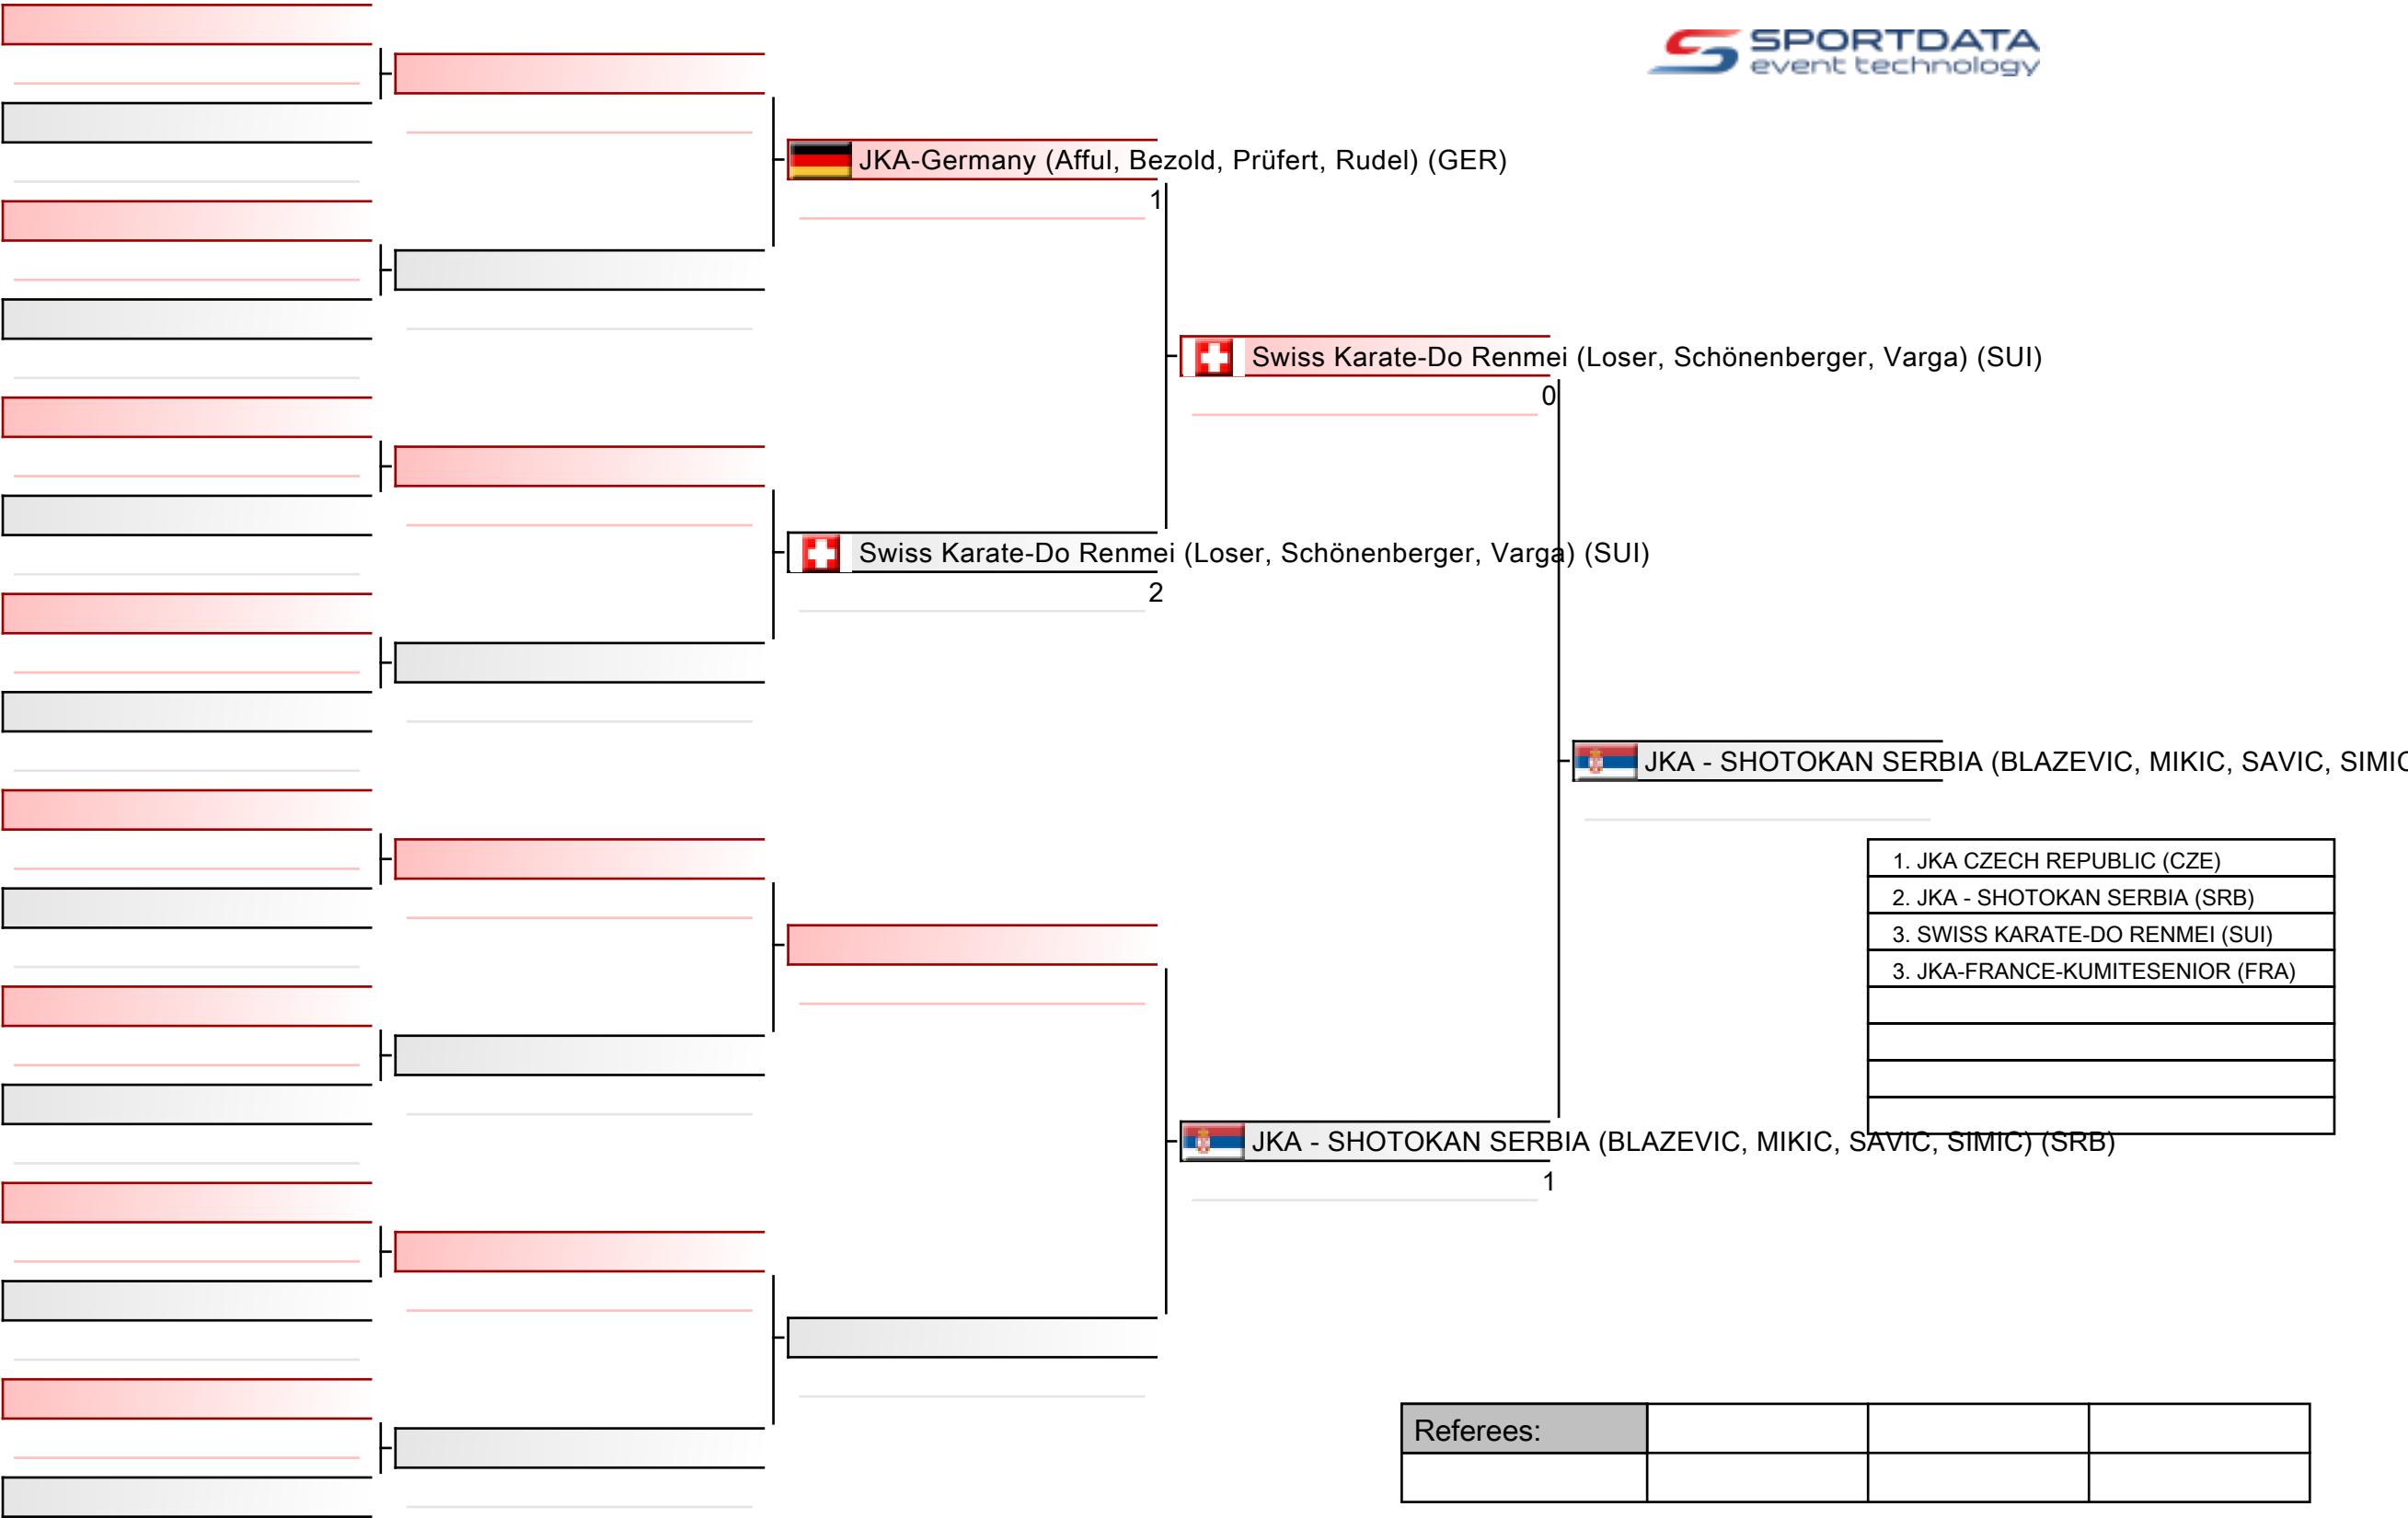 SPORTDATA
event technology
JKA-Germany (Afful, Bezold, Prüfert, Rudel) (GER)
1
Swiss Karate-Do Renmei (Loser, Schönenberger, Varga) (SUI)
0
Swiss Karate-Do Renmei (Loser, Schönenberger, Varga) (SUI)
2
JKA - SHOTOKAN SERBIA (BLAZEVIC, MIKIC, SAVIC, SIMIC
1. JKA CZECH REPUBLIC (CZE)
2. JKA - SHOTOKAN SERBIA (SRB)
3. SWISS KARATE-DO RENMEI (SUI)
3. JKA-FRANCE-KUMITESENIOR (FRA)
JKA - SHOTOKAN SERBIA (BLAZEVIC, MIKIC, SAVIC, SIMIC) (SRB)
1
Referees: